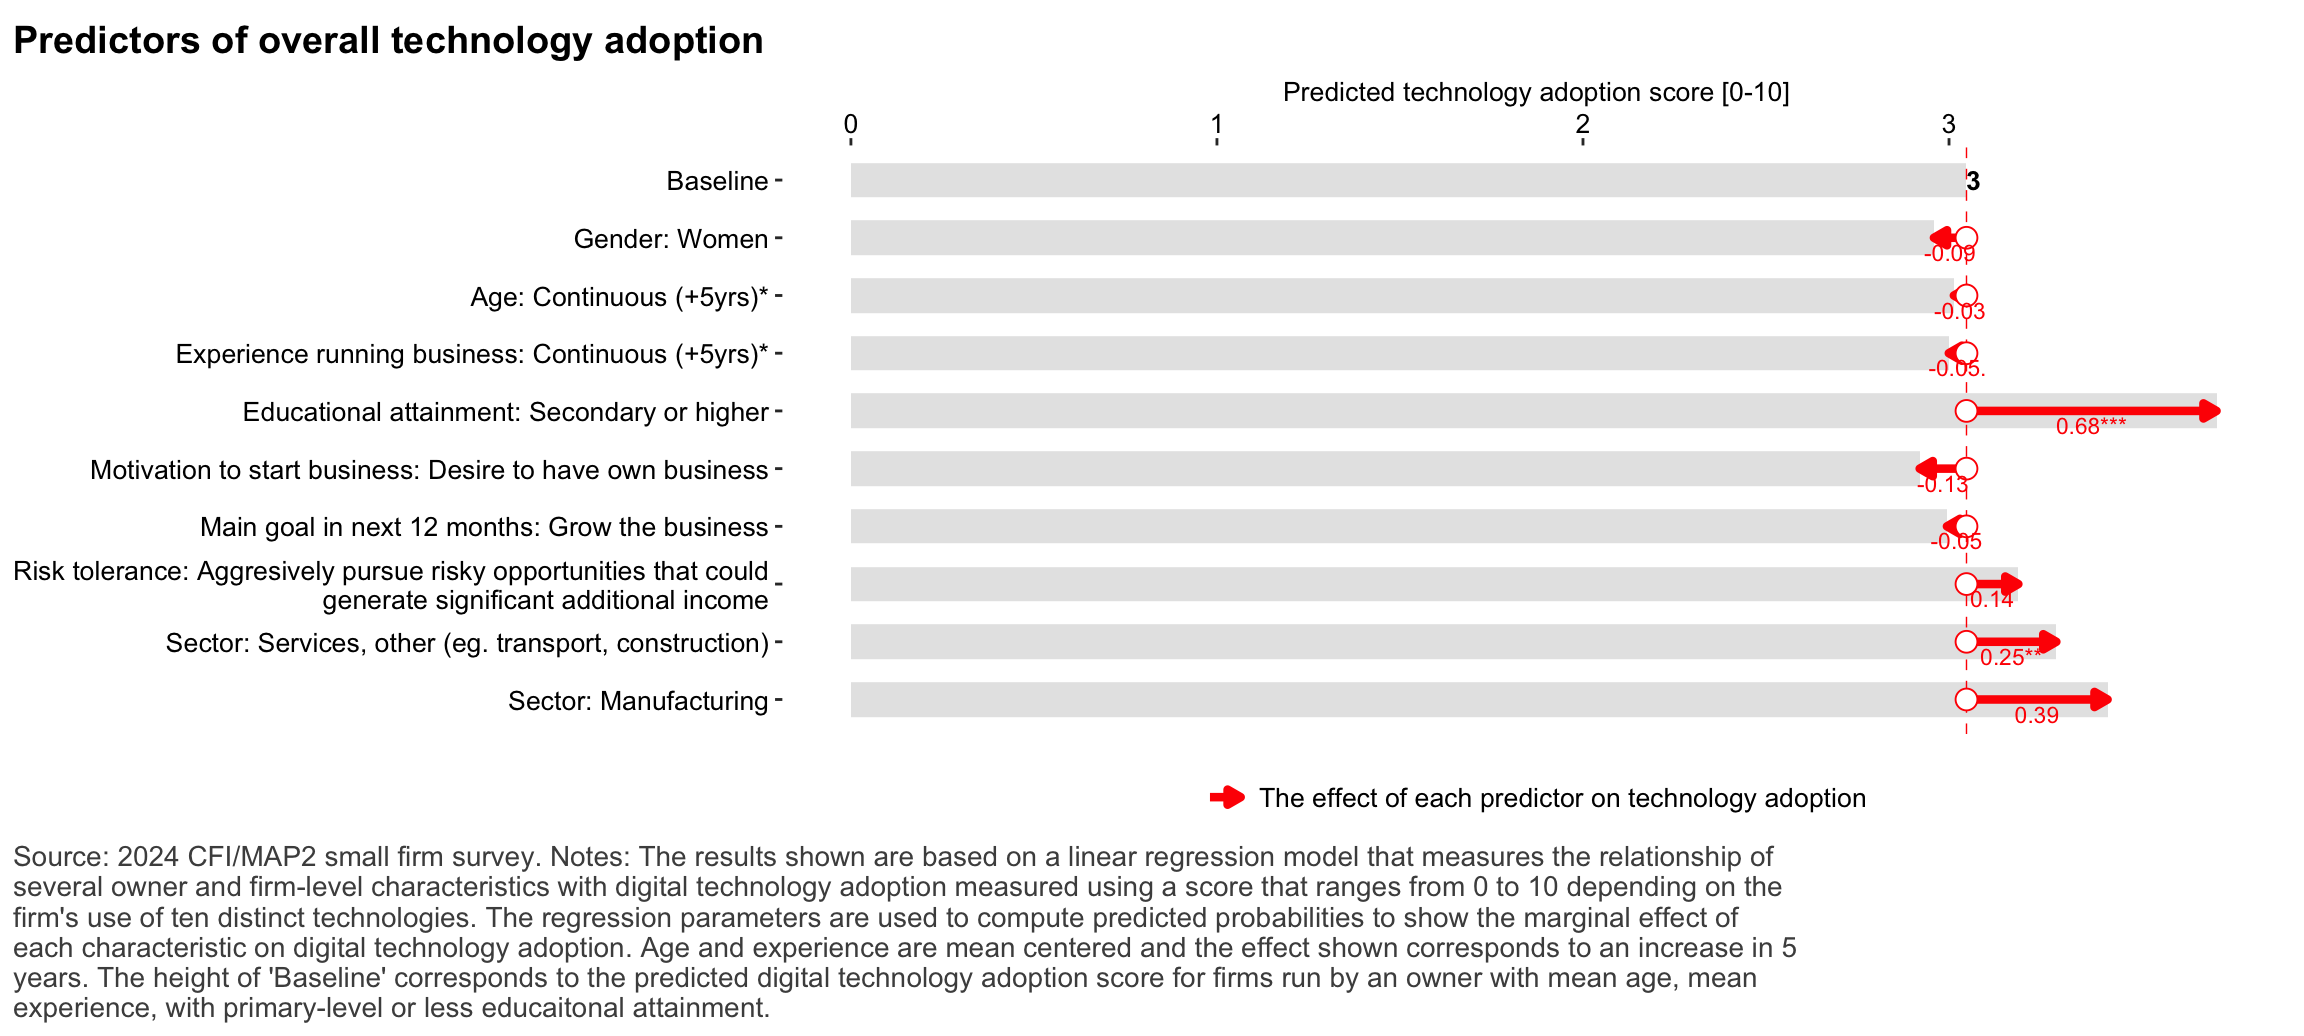 Predictors of overall technology adoption
Predicted technology adoption score [0-10]
0 1 2 3
Baseline
3
Gender: Women
-0.09
Age: Continuous (+5yrs)*
-0.03
Experience running business: Continuous (+5yrs)*
-0.05.
Educational attainment: Secondary or higher
0.68***
Motivation to start business: Desire to have own business
-0.13
Main goal in next 12 months: Grow the business
-0.05
Risk tolerance: Aggresively pursue risky opportunities that could
generate significant additional income
0.14
Sector: Services, other (eg. transport, construction)
0.25**
Sector: Manufacturing
0.39
The effect of each predictor on technology adoption
Source: 2024 CFI/MAP2 small firm survey. Notes: The results shown are based on a linear regression model that measures the relationship of
several owner and firm-level characteristics with digital technology adoption measured using a score that ranges from 0 to 10 depending on the
firm's use of ten distinct technologies. The regression parameters are used to compute predicted probabilities to show the marginal effect of
each characteristic on digital technology adoption. Age and experience are mean centered and the effect shown corresponds to an increase in 5
years. The height of 'Baseline' corresponds to the predicted digital technology adoption score for firms run by an owner with mean age, mean
experience, with primary-level or less educaitonal attainment.